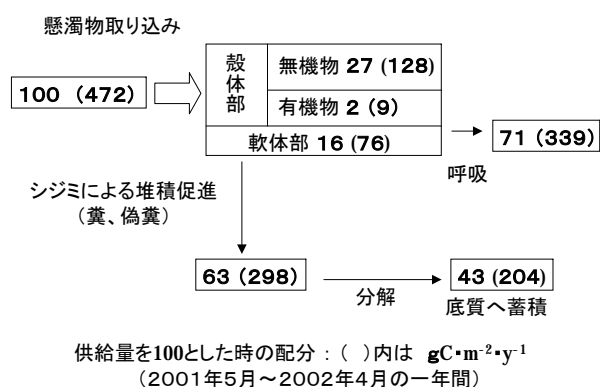 懸濁物取り込み
100 (472)
殻体部
無機物 27 (128)
有機物 2 (9)
軟体部 16 (76)
71 (339)
呼吸
シジミによる堆積促進
(糞、偽糞)
63 (298)
分解
43 (204)
底質へ蓄積
供給量を100とした時の配分 : ( )内は gC・m⁻²・y⁻¹
(2001年5月~2002年4月の一年間)